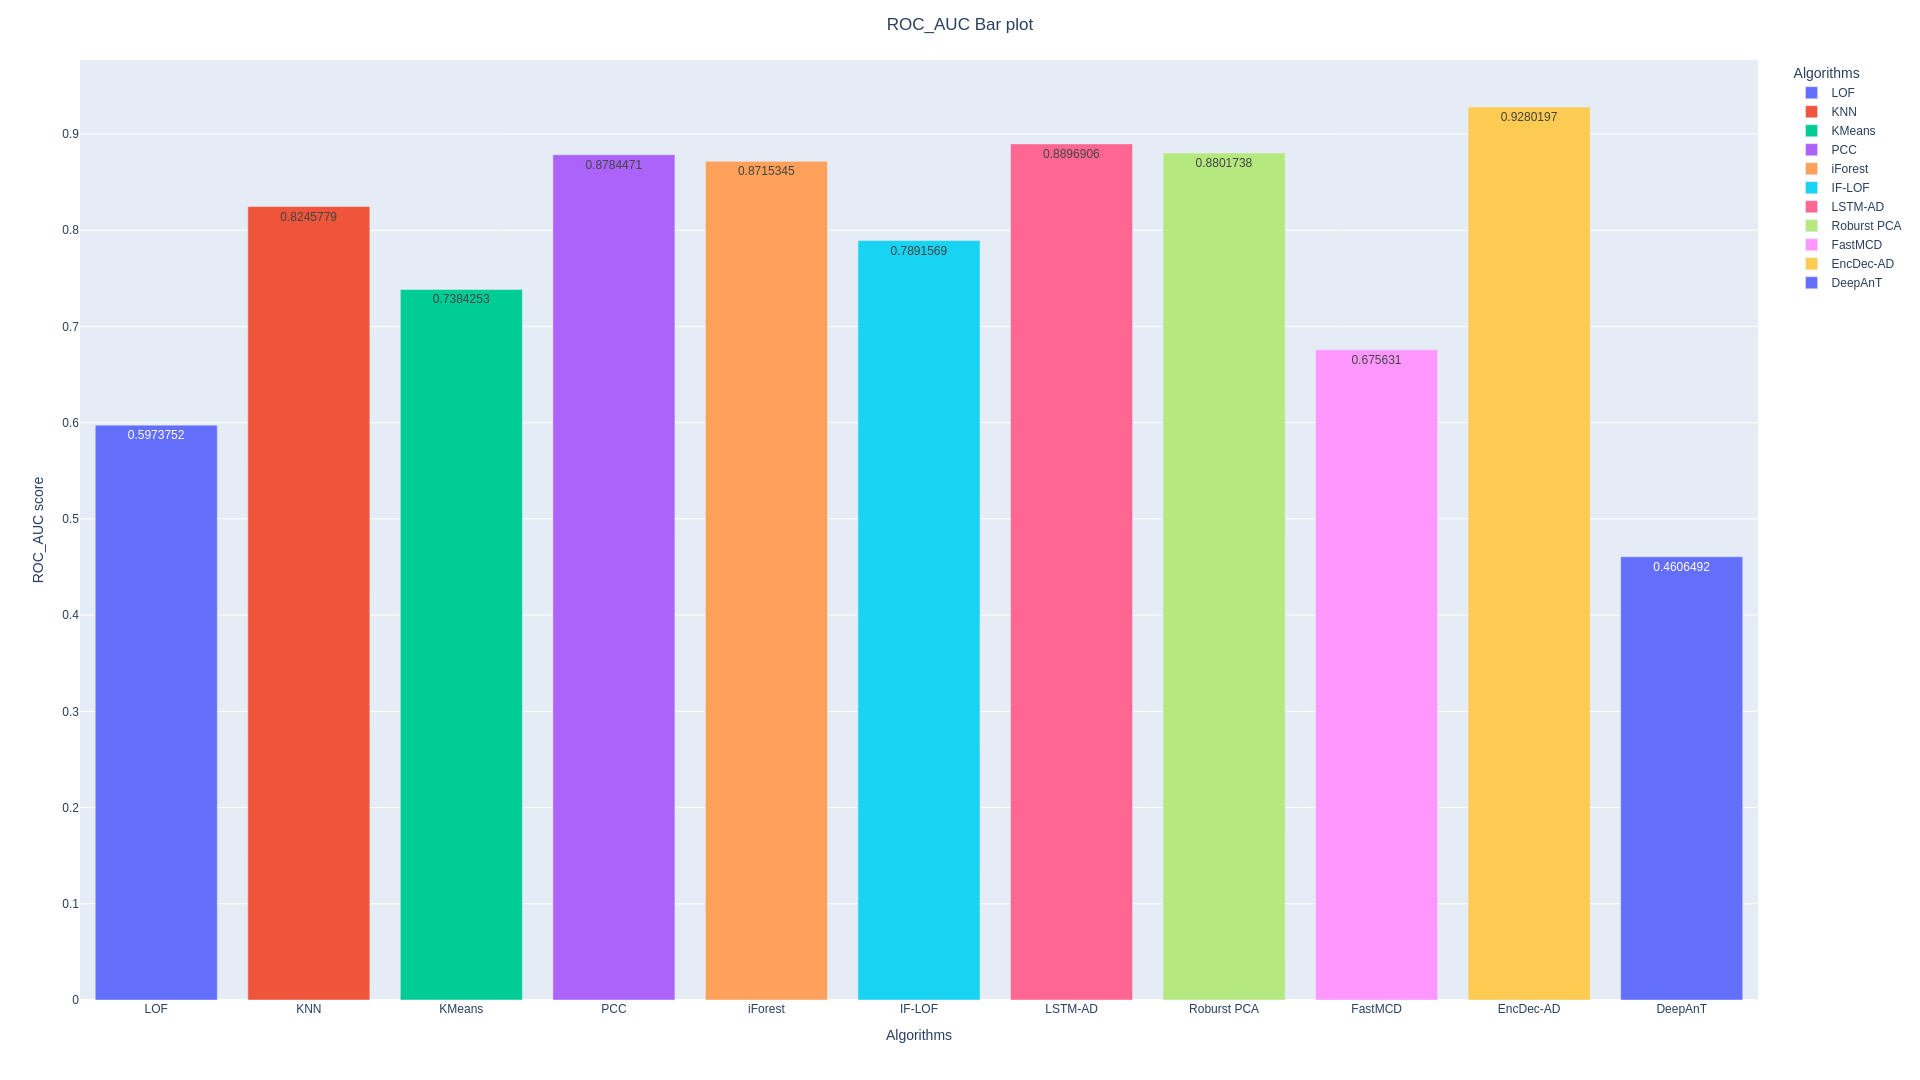 ROC_AUC Bar plot
Algorithms
LOF
KNN
KMeans
PCC
iForest
IF-LOF
LSTM-AD
Roburst PCA
FastMCD
EncDec-AD
DeepAnT
ROC_AUC score
0.9
0.8
0.7
0.6
0.5
0.4
0.3
0.2
0.1
0
0.5973752
0.8245779
0.7384253
0.8784471
0.8715345
0.7891569
0.8896906
0.8801738
0.675631
0.9280197
0.4606492
LOF
KNN
KMeans
PCC
iForest
IF-LOF
LSTM-AD
Roburst PCA
FastMCD
EncDec-AD
DeepAnT
Algorithms